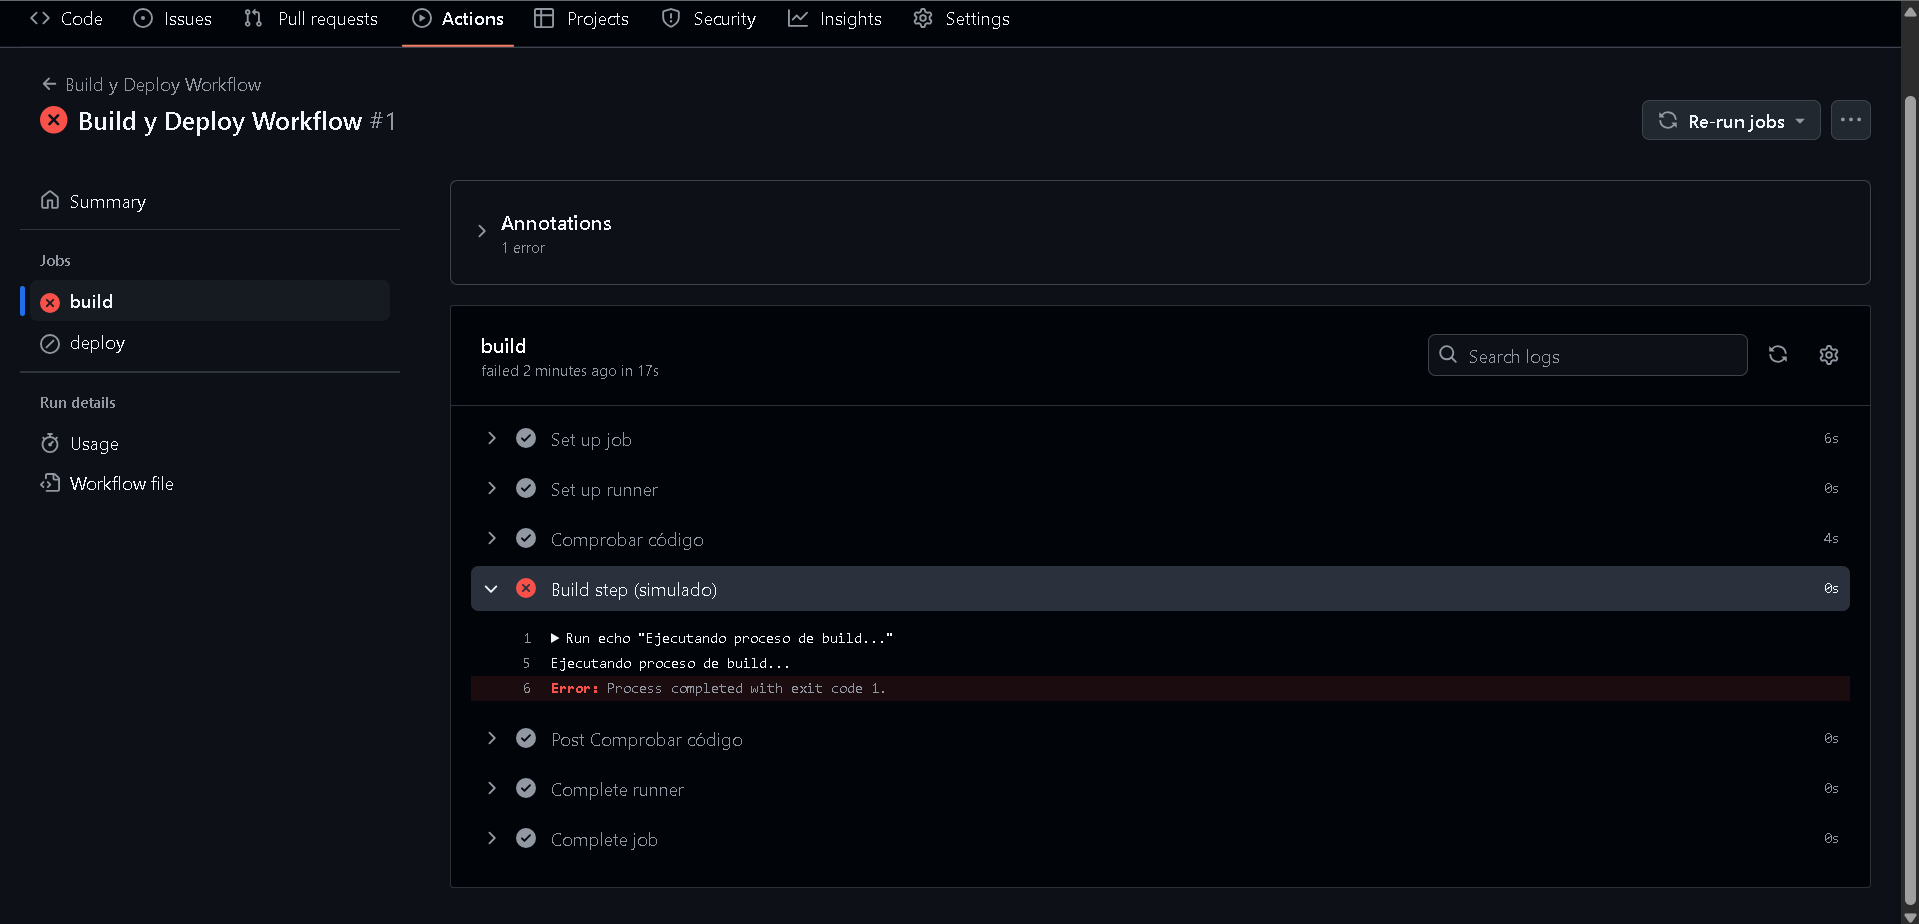 Code Issues Pull requests Actions Projects Security Insights Settings
Build y Deploy Workflow
Build y Deploy Workflow #1
Re-run jobs
Summary
Jobs
build
deploy
Run details
Usage
Workflow file
Annotations
1 error
build
failed 2 minutes ago in 17s
Search logs
Set up job 6s
Set up runner 0s
Comprobar código 4s
Build step (simulado) 0s
1 Run echo "Ejecutando proceso de build..."
5 Ejecutando proceso de build...
6 Error: Process completed with exit code 1.
Post Comprobar código 0s
Complete runner 0s
Complete job 0s